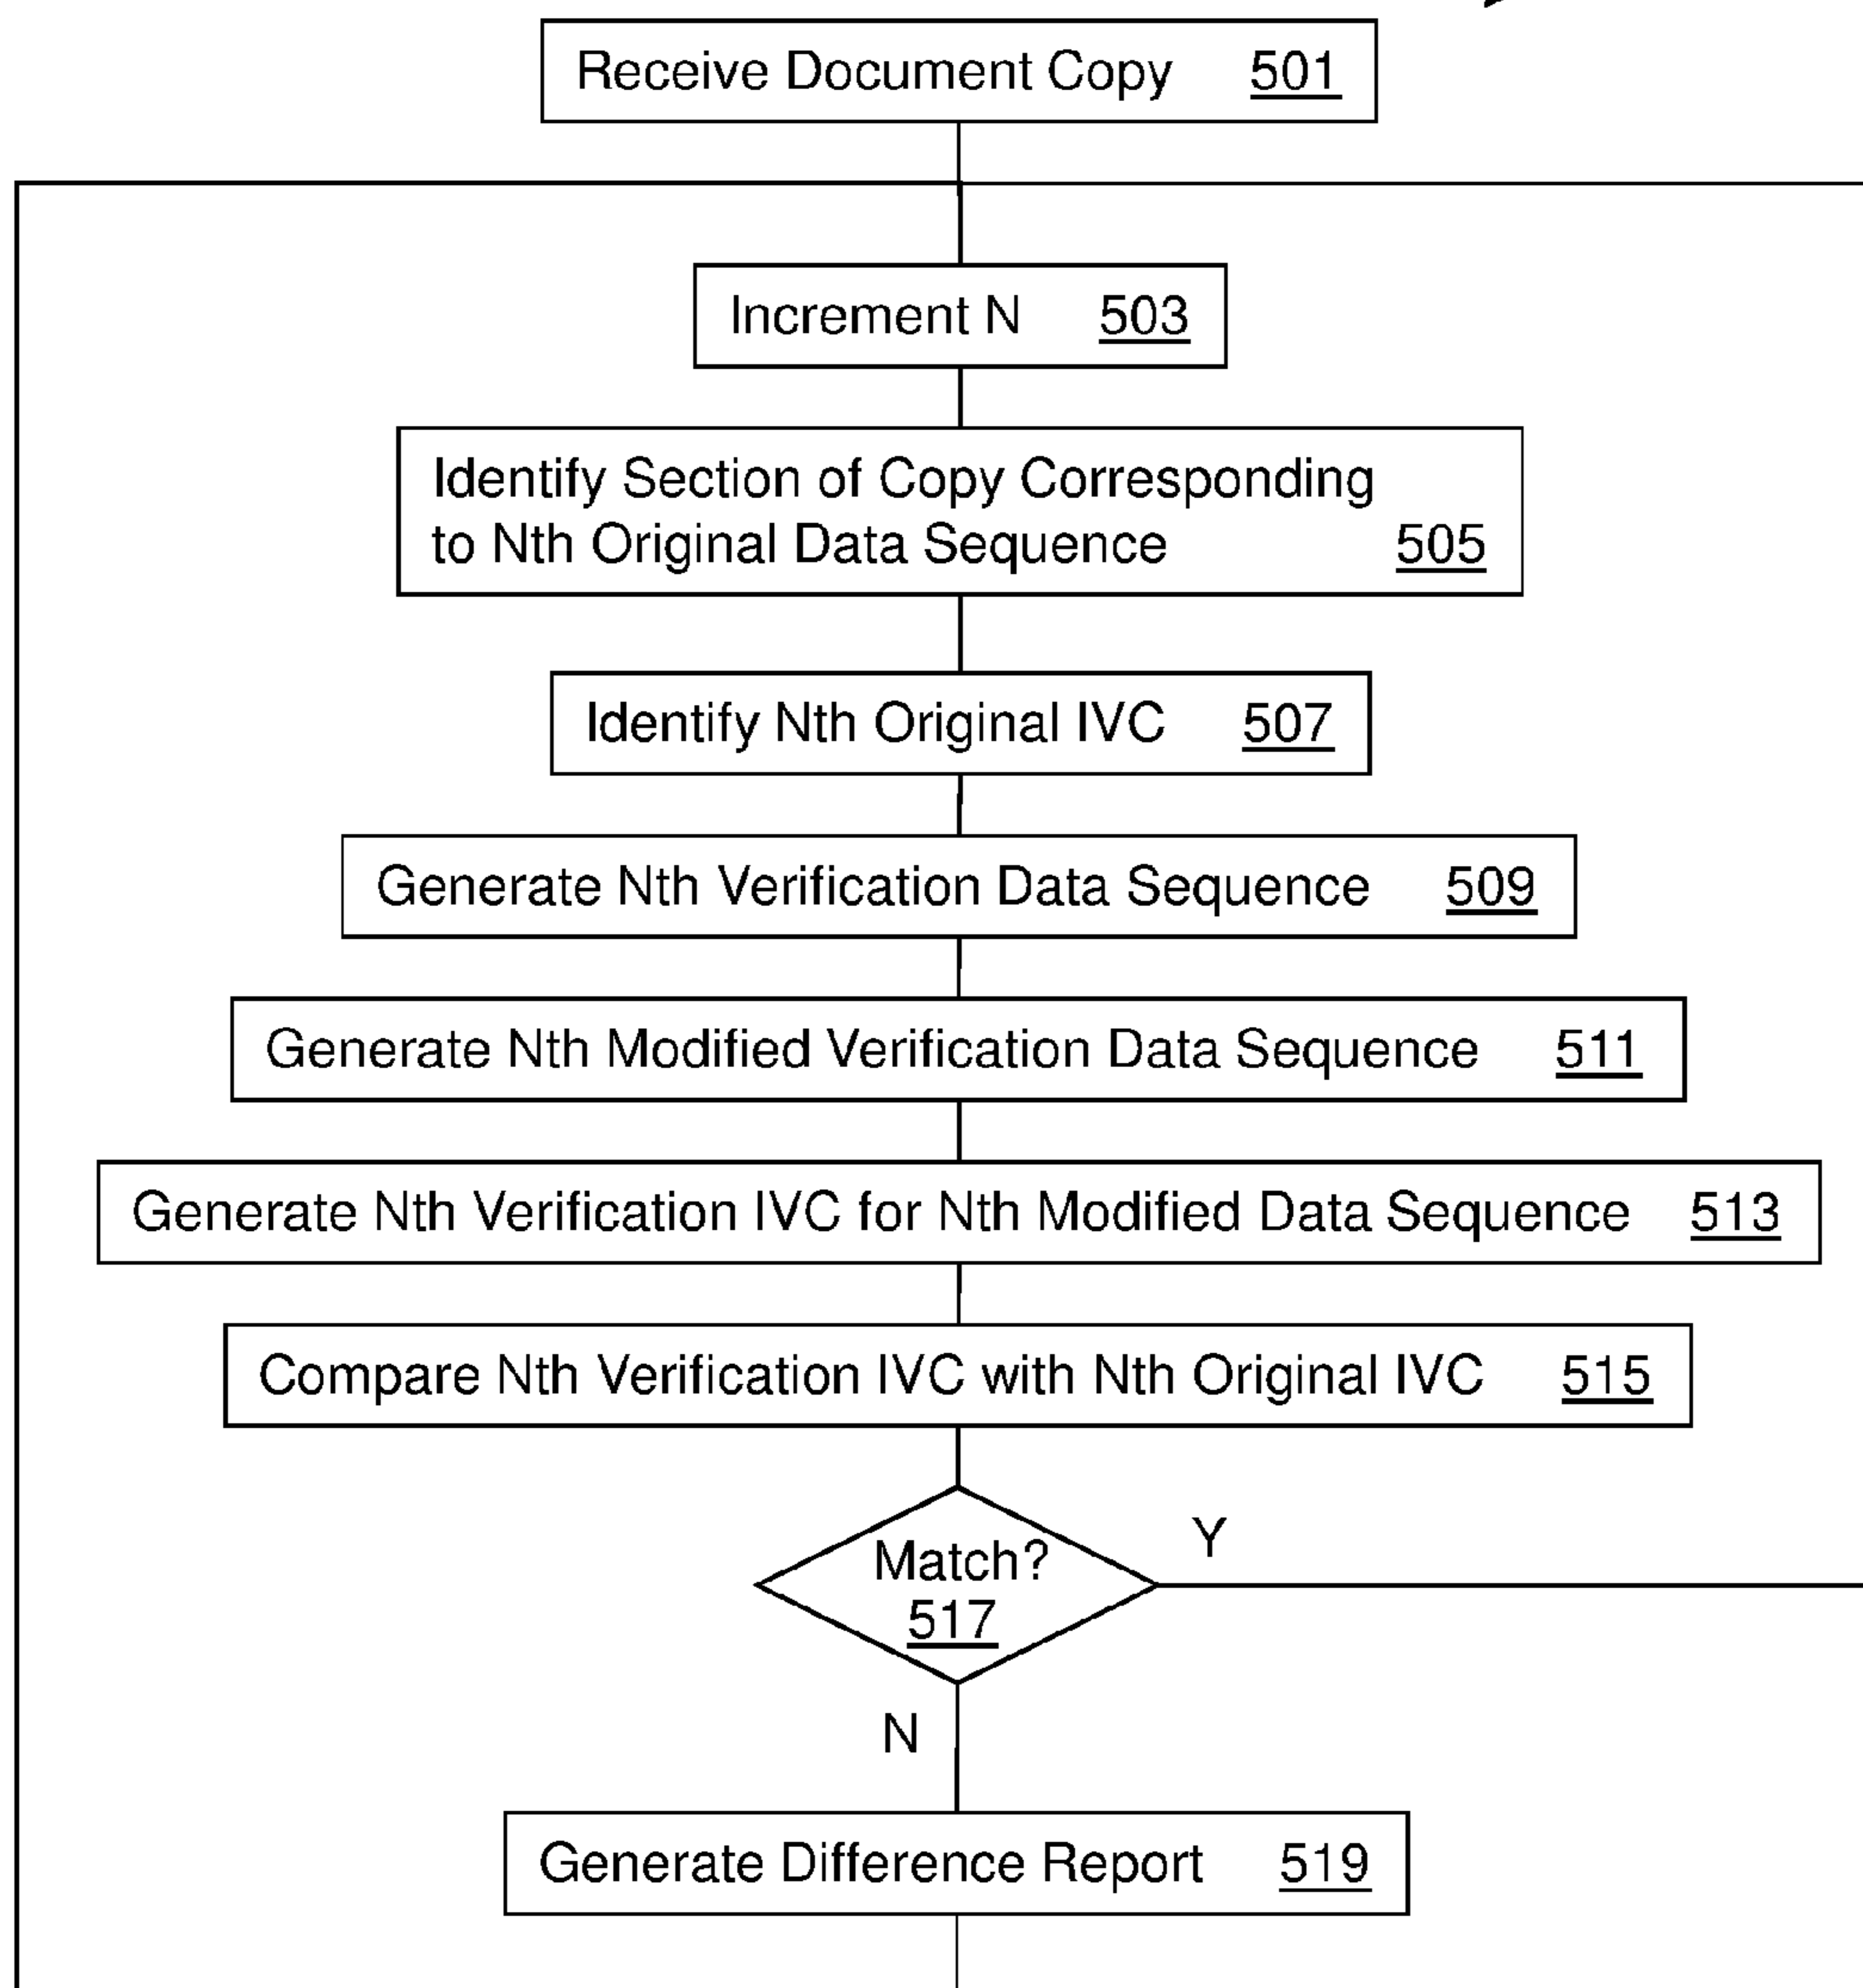 Receive Document Copy 501
Increment N 503
Identify Section of Copy Corresponding
to Nth Original Data Sequence 505
Identify Nth Original IVC 507
Generate Nth Verification Data Sequence 509
Generate Nth Modified Verification Data Sequence 511
Generate Nth Verification IVC for Nth Modified Data Sequence 513
Compare Nth Verification IVC with Nth Original IVC 515
Y
Match?
517
N
Generate Difference Report 519